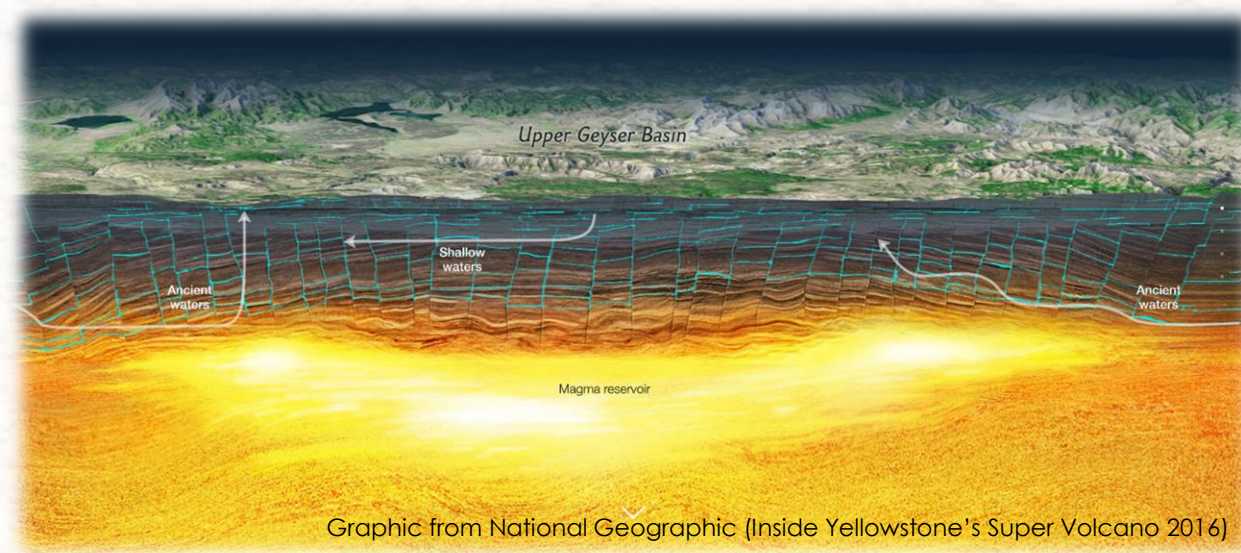 Upper Geyser Basin
Shallow
waters
Ancient
waters
Ancient
waters
Magma reservoir
Graphic from National Geographic (Inside Yellowstone's Super Volcano 2016)